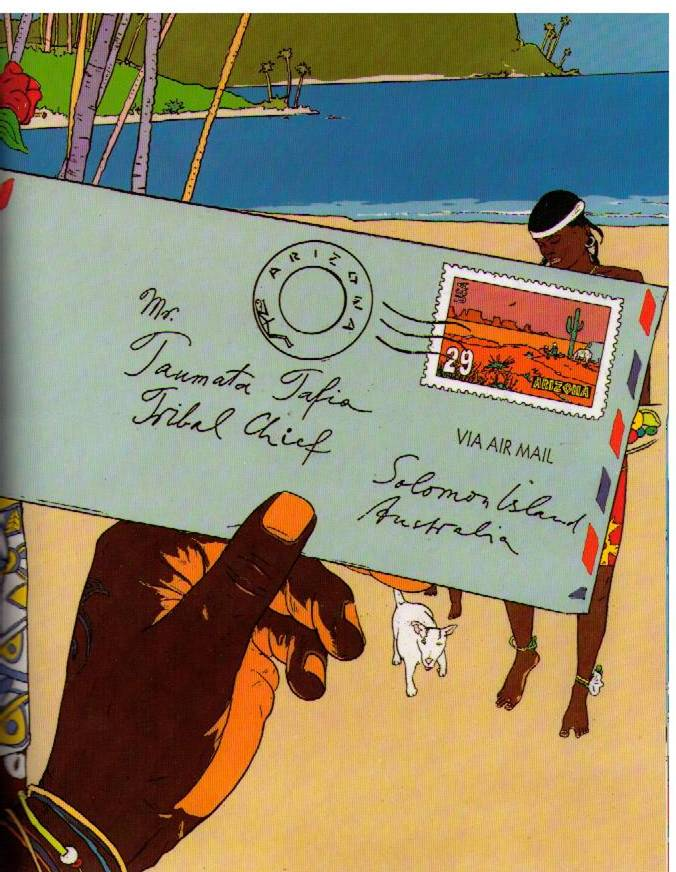 ARIZONA
USA
29
ARIZONA
Mr.
Taumata Tafia
Tribal Chief
VIA AIR MAIL
Solomon Island
Australia